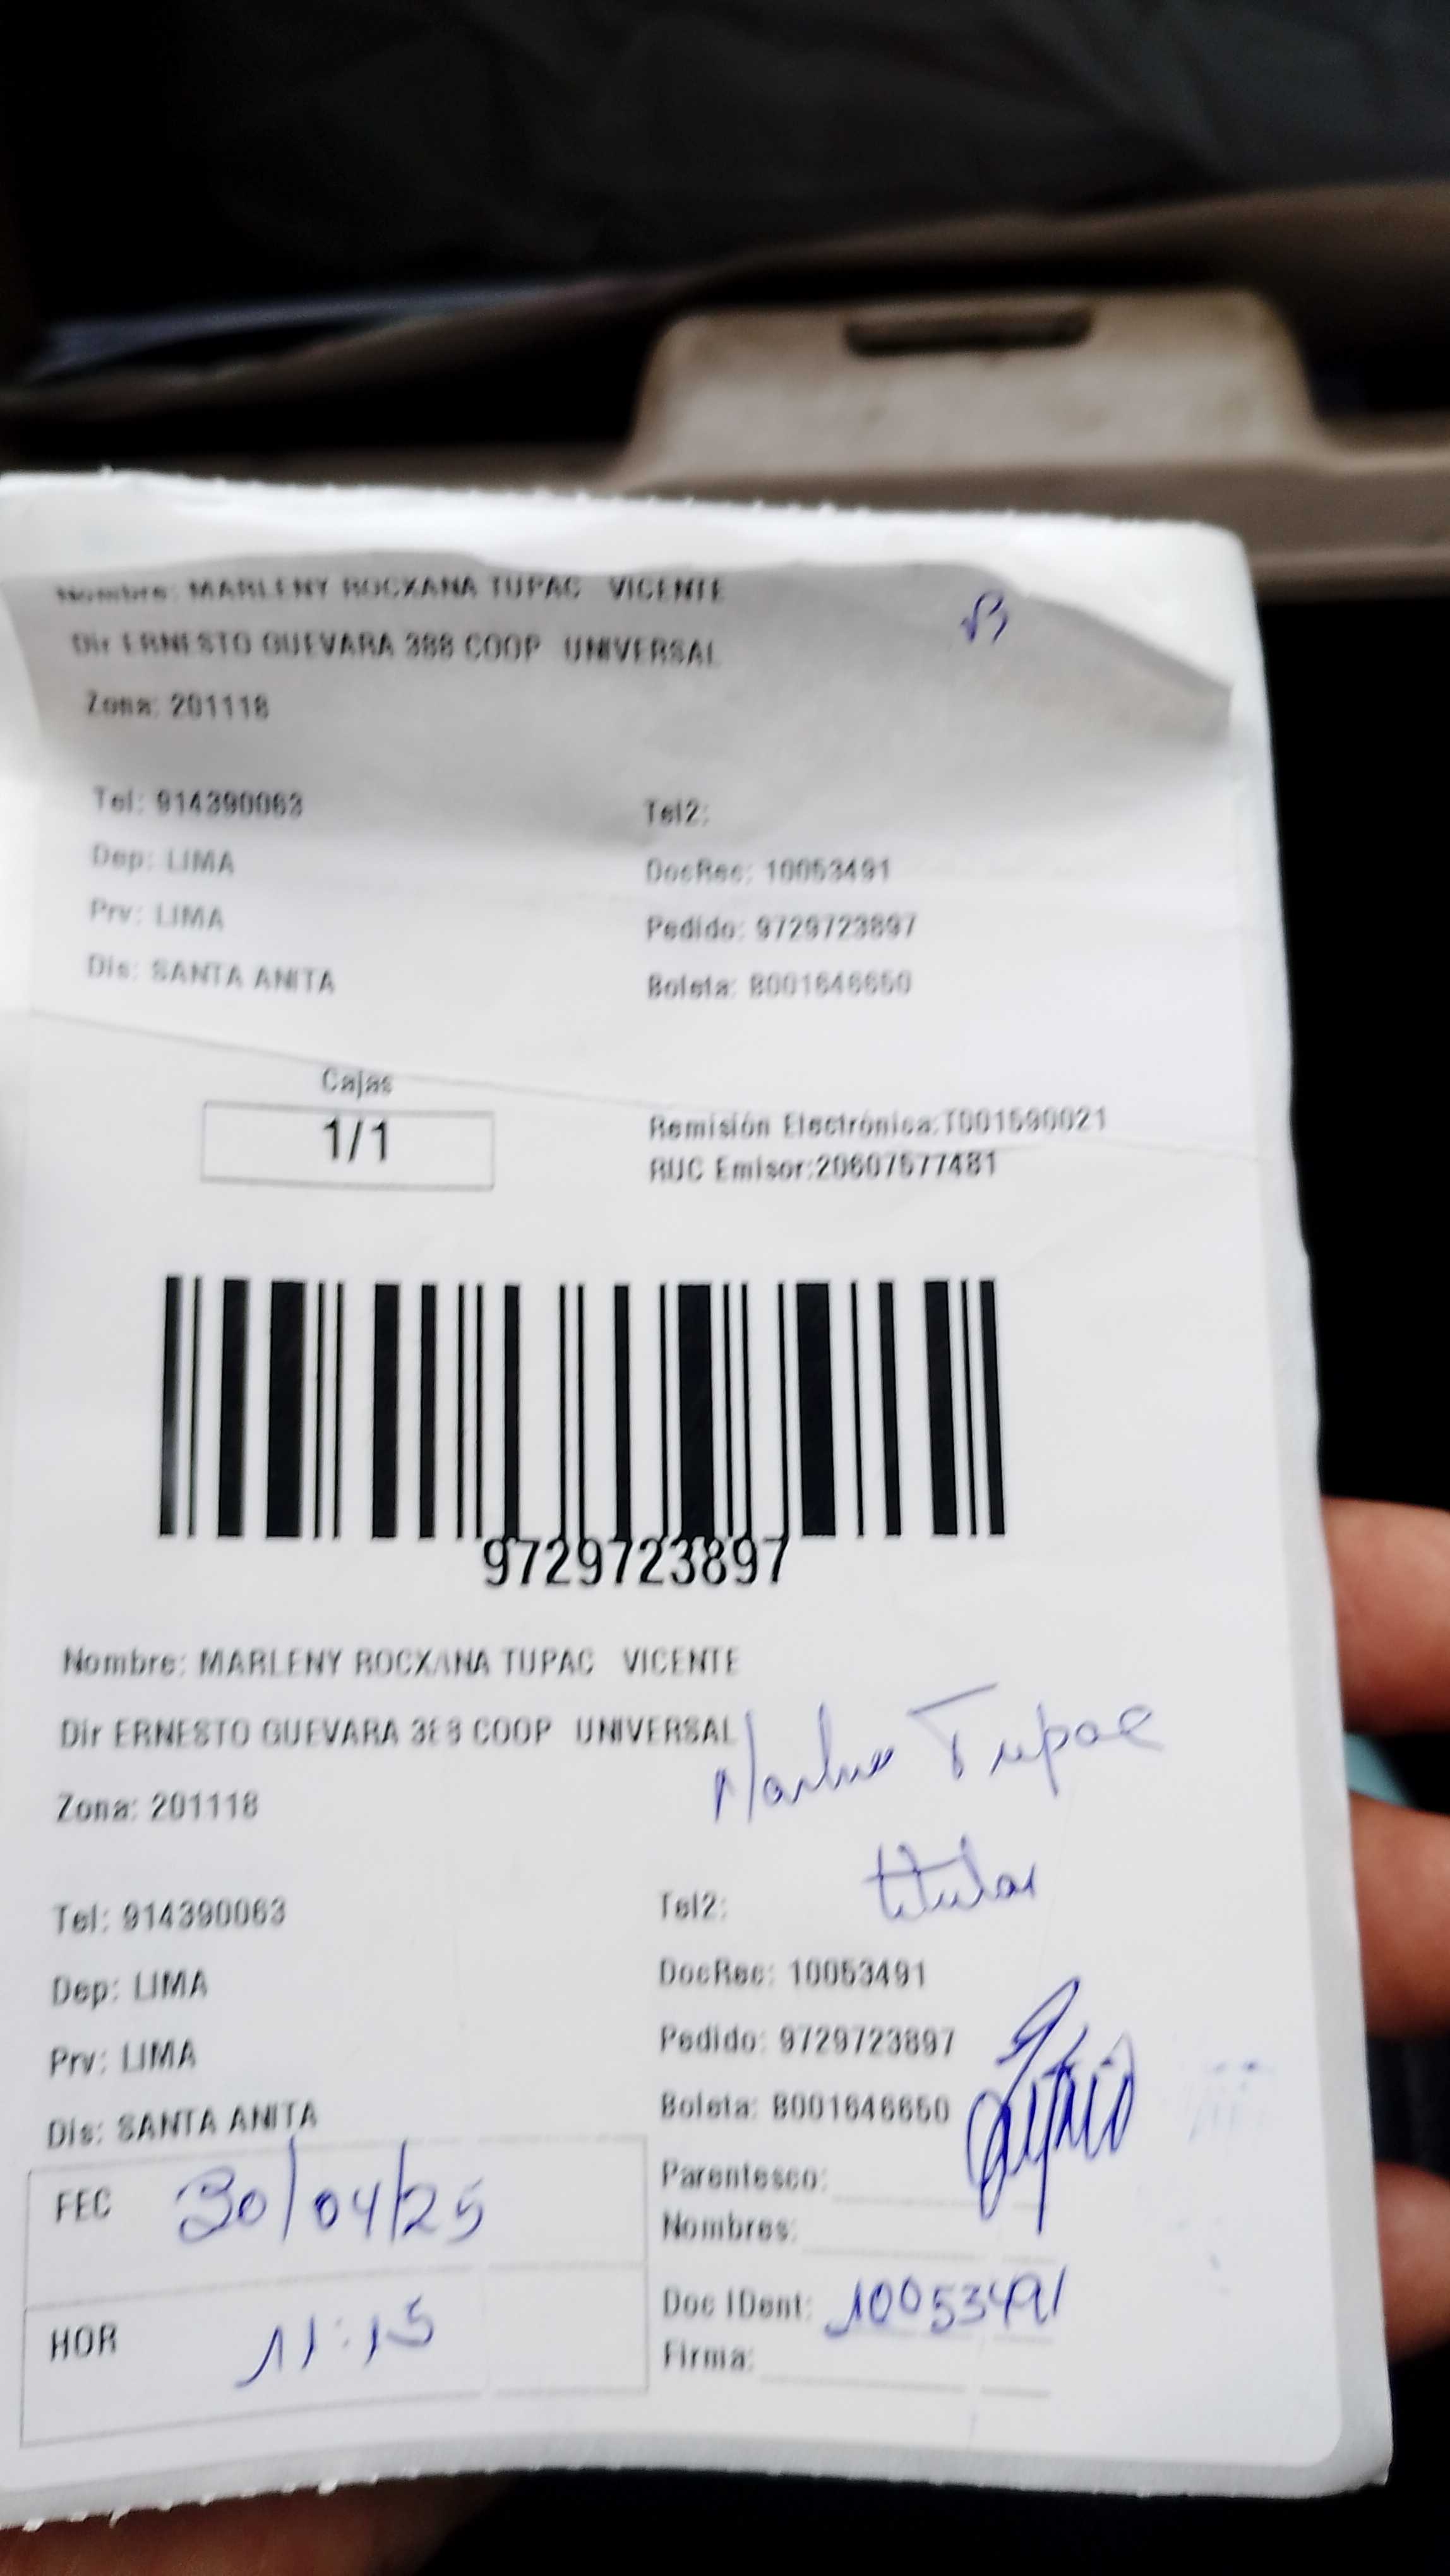 Nombre: MARLENY ROCXANA TUPAC VICENTE
Dir ERNESTO GUEVARA 388 COOP UNIVERSAL
Zona: 201118
Tel: 914390063 Tel2:
Dep: LIMA DocRec: 10053491
Prv: LIMA Pedido: 9729723897
Dis: SANTA ANITA Boleta: B001646650
Cajas
1/1
Remisión Electrónica:T001590021
RUC Emisor:20607577481
9729723897
Nombre: MARLENY ROCXANA TUPAC VICENTE
Dir ERNESTO GUEVARA 388 COOP UNIVERSAL
Tupac
Zona: 201118
titular
Tel: 914390063 Tel2:
Dep: LIMA DocRec: 10053491
Prv: LIMA Pedido: 9729723897
Dis: SANTA ANITA Boleta: B001646650
FEC 30/04/25 Parentesco:
Nombres:
HOR 11:15 Doc IDent: 10053491
Firma: